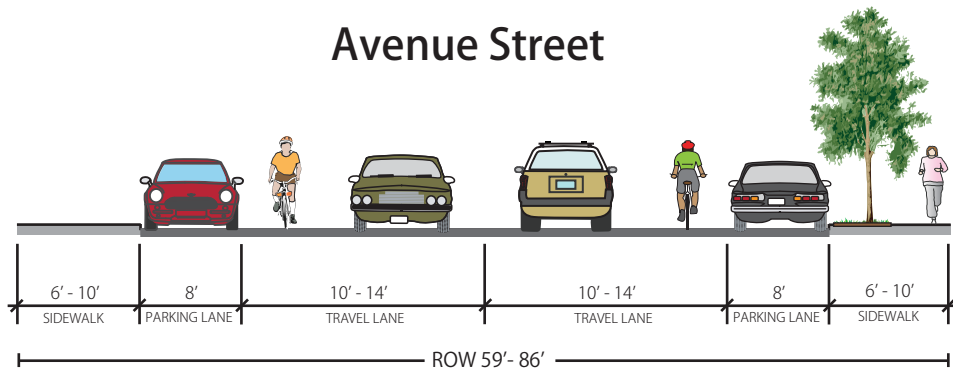 Avenue Street
6’ - 10’ 8’ 10’ - 14’ 10’ - 14’ 8’ 6’ - 10’
SIDEWALK PARKING LANE TRAVEL LANE TRAVEL LANE PARKING LANE SIDEWALK
ROW 59’- 86’